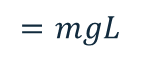 = mgL